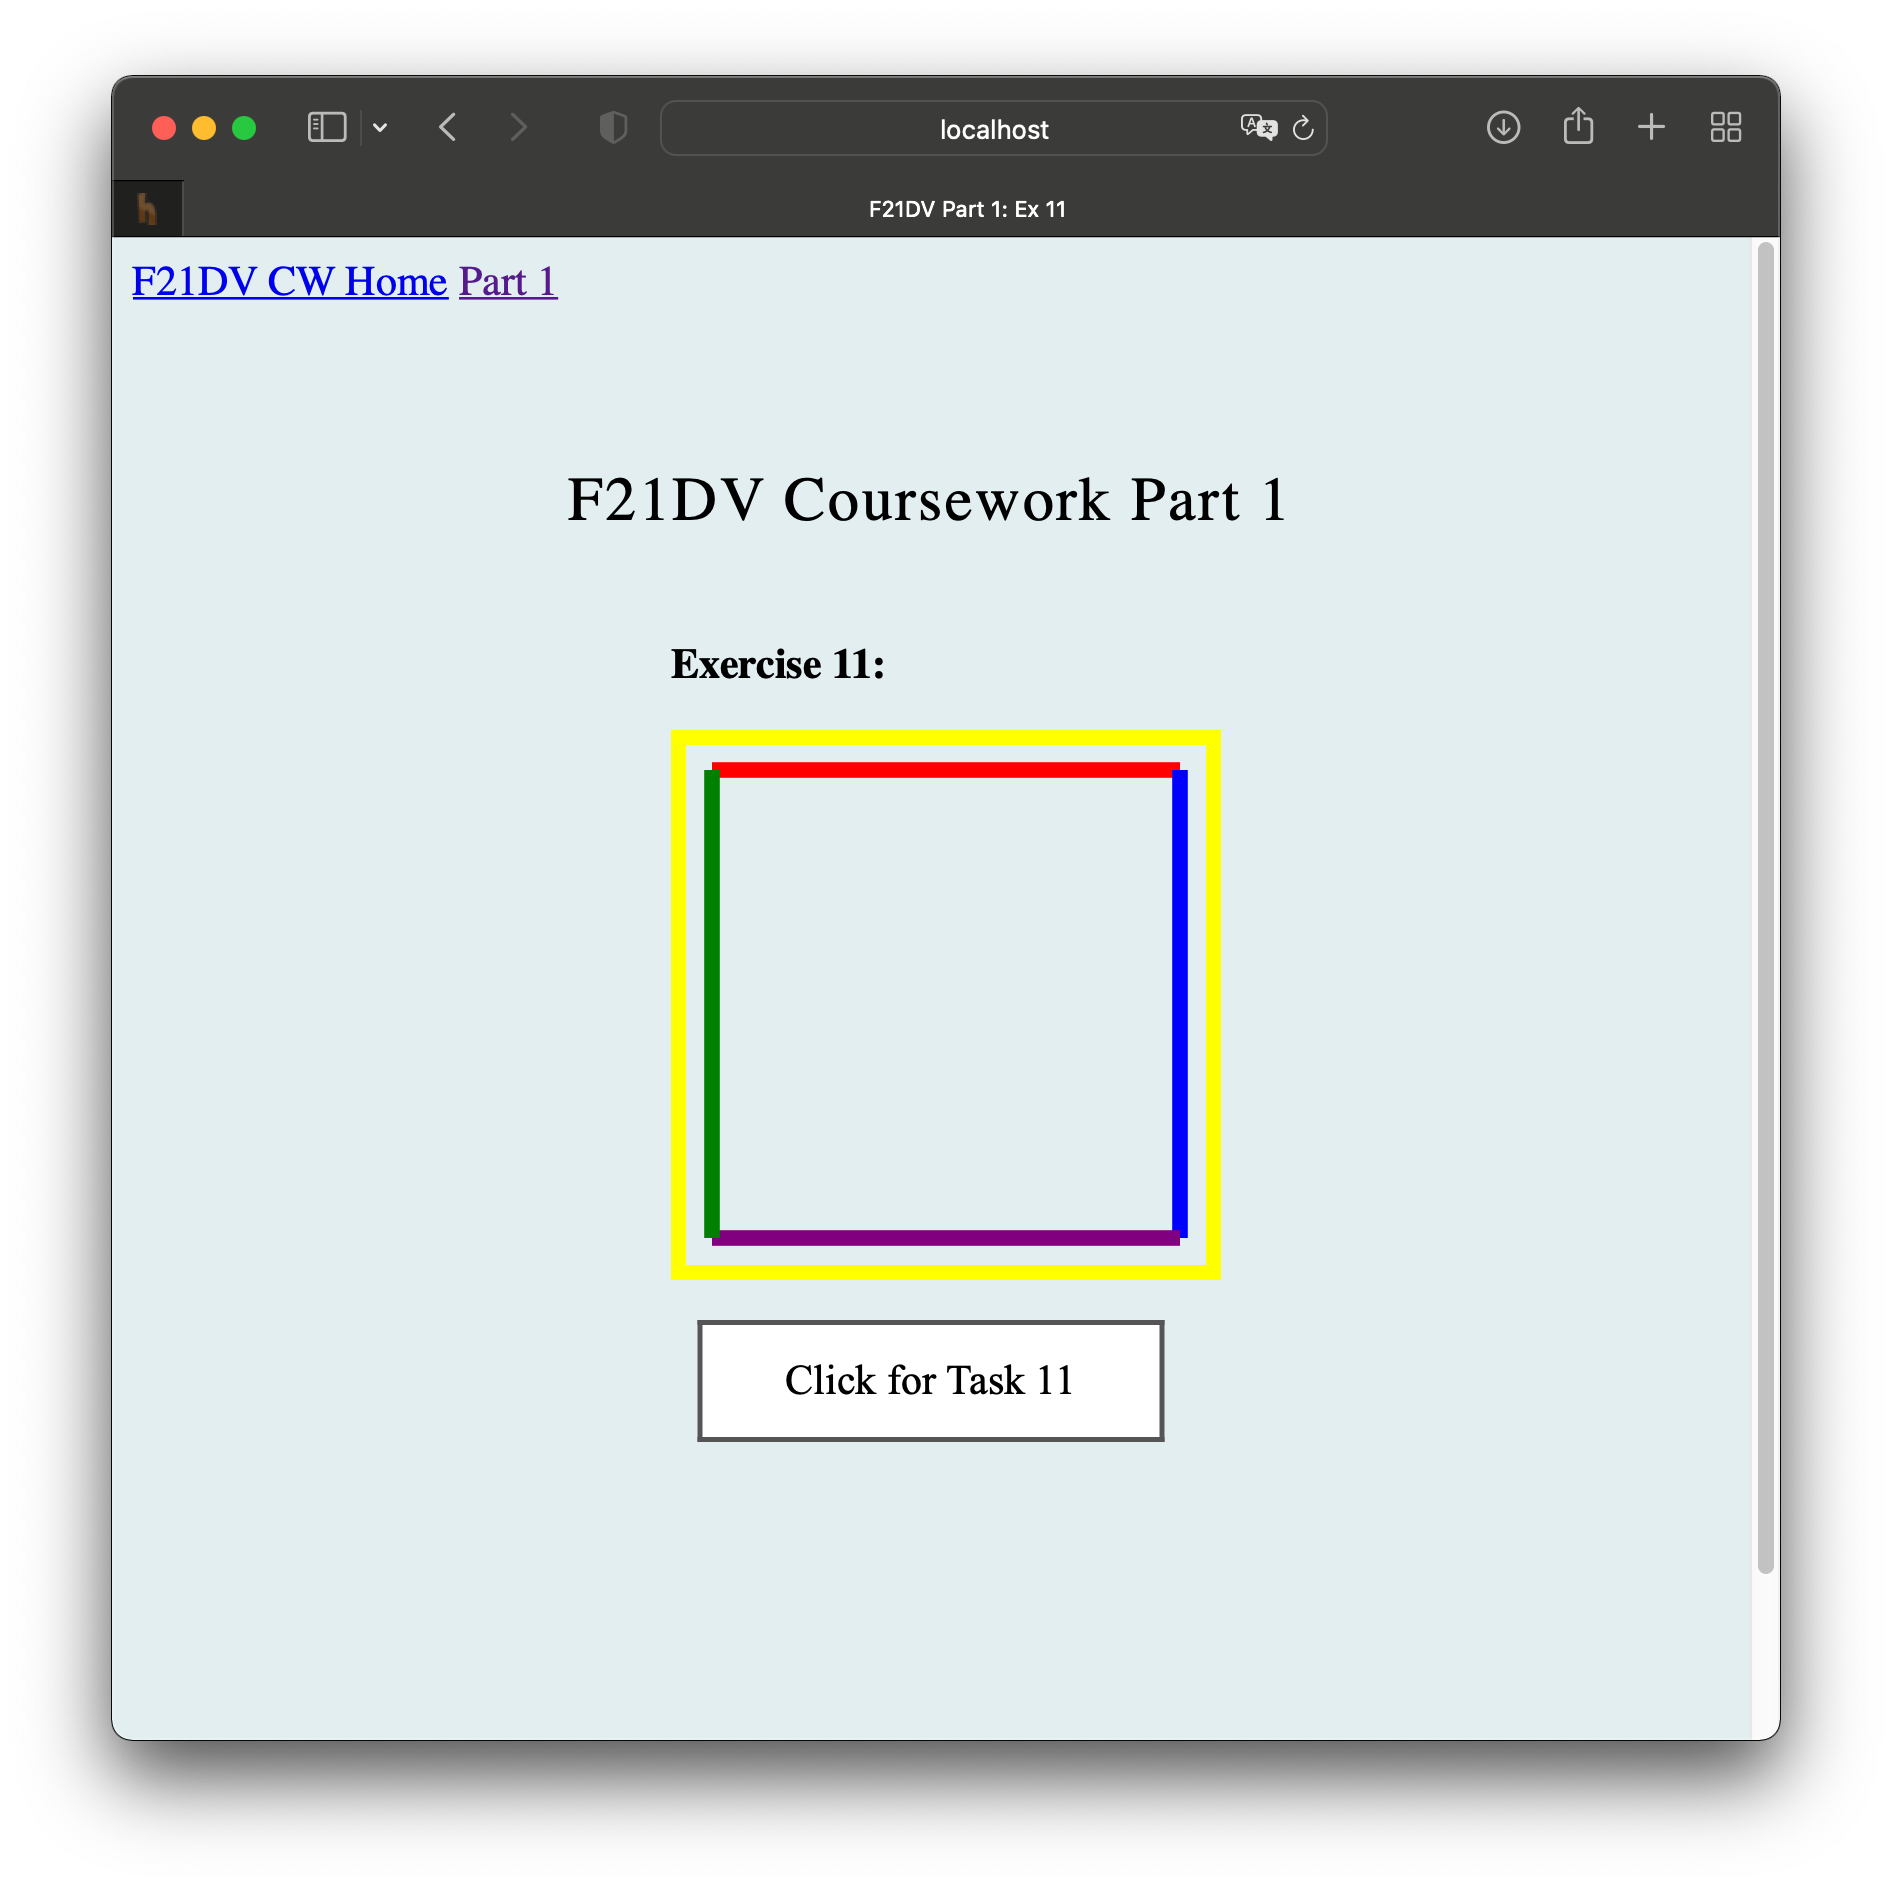 localhost
F21DV Part 1: Ex 11
F21DV CW Home Part 1
F21DV Coursework Part 1
Exercise 11:
Click for Task 11